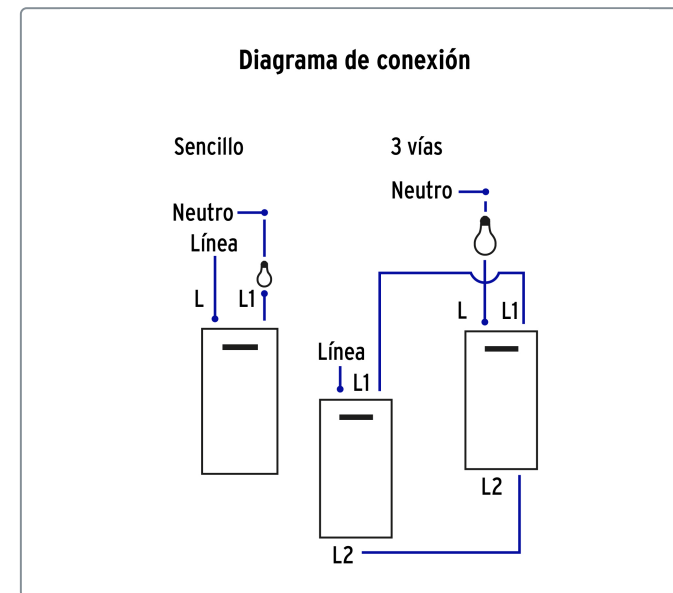 Diagrama de conexión
Sencillo
Neutro
Línea
L L1
3 vías
Neutro
L L1
Línea
L1
L2
L2